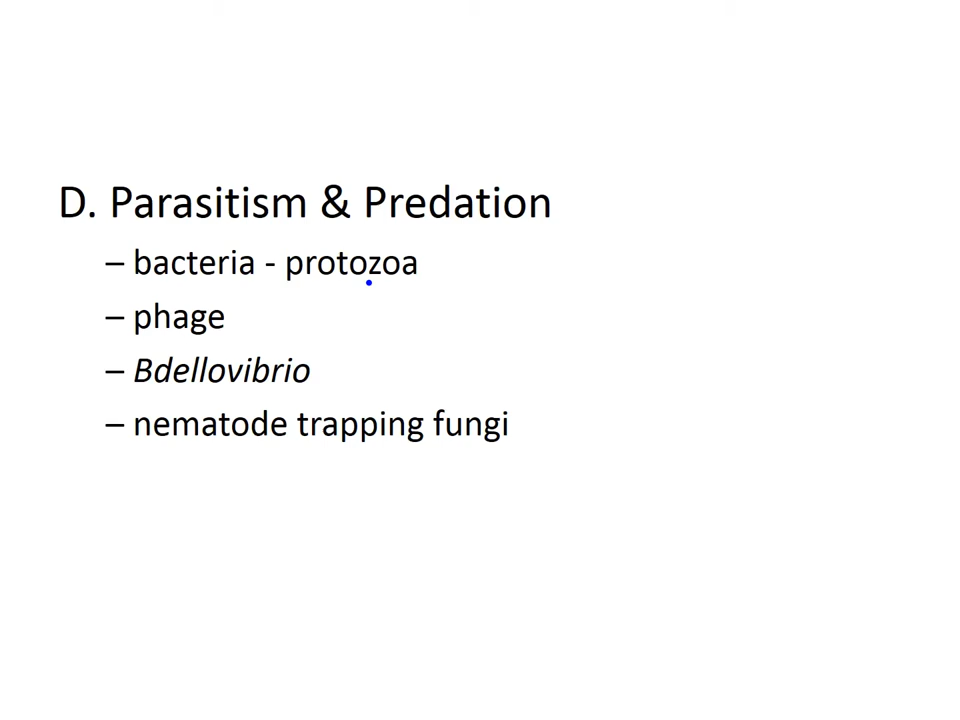 D. Parasitism & Predation
– bacteria - protozoa
– phage
– Bdellovibrio
– nematode trapping fungi